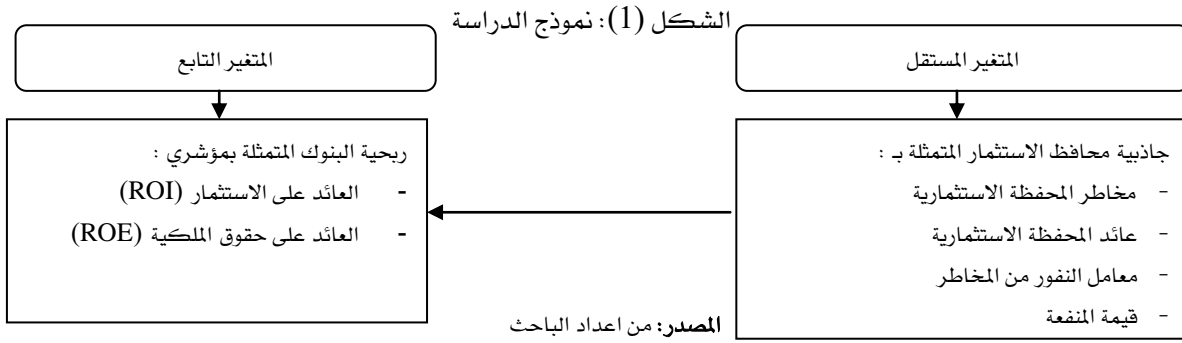 الشكل (1): نموذج الدراسة
المتغير المستقل
المتغير التابع
جاذبية محافظ الاستثمار المتمثلة بـ :
- مخاطر المحفظة الاستثمارية
- عائد المحفظة الاستثمارية
- معامل النفور من المخاطر
- قيمة المنفعة
ربحية البنوك المتمثلة بمؤشري :
- العائد على الاستثمار (ROI)
- العائد على حقوق الملكية (ROE)
المصدر: من اعداد الباحث